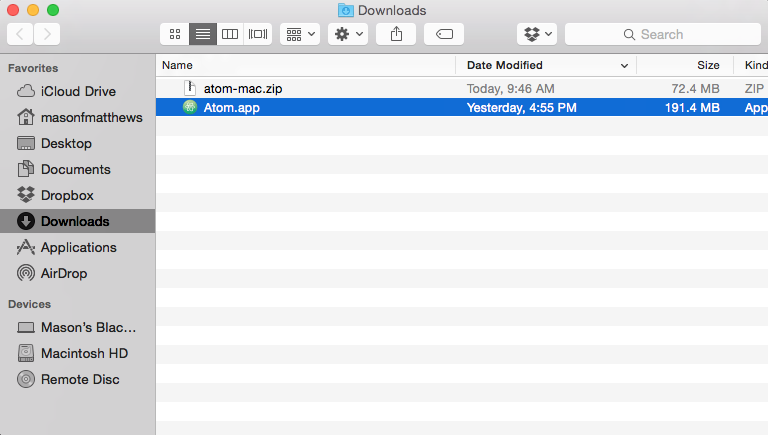 Downloads
Search
Favorites
iCloud Drive
masonfmatthews
Desktop
Documents
Dropbox
Downloads
Applications
AirDrop
Devices
Mason's Blac...
Macintosh HD
Remote Disc
Name Date Modified Size Kind
atom-mac.zip Today, 9:46 AM 72.4 MB ZIP
Atom.app Yesterday, 4:55 PM 191.4 MB App